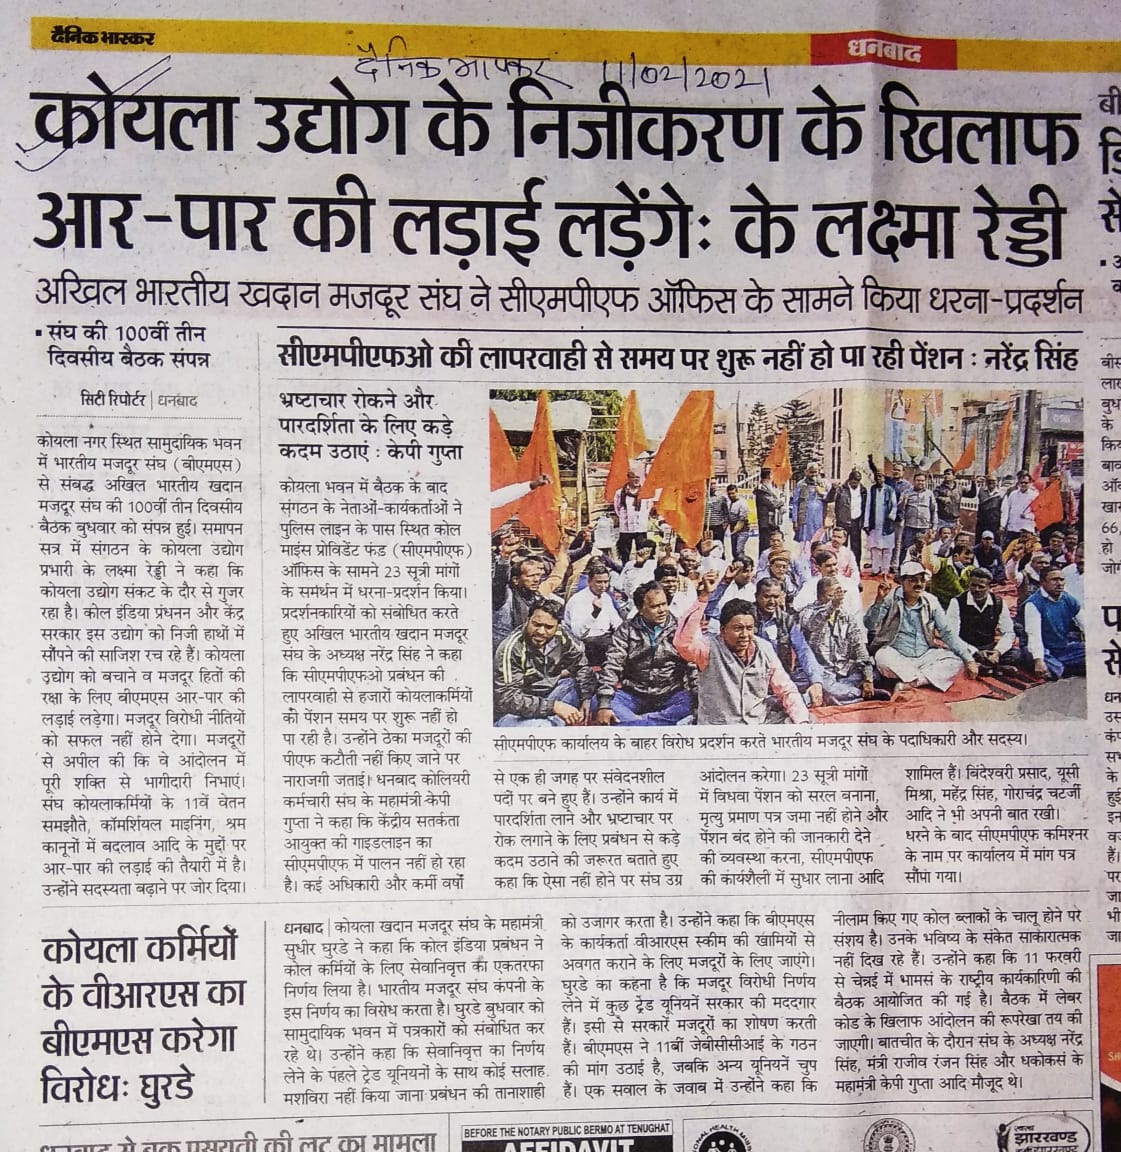 दैनिक भास्कर
धनबाद
दैनिक भास्कर 11/02/2021
कोयला उद्योग के निजीकरण के खिलाफ
आर-पार की लड़ाई लड़ेंगेः के लक्ष्मा रेड्डी
अखिल भारतीय खदान मजदूर संघ ने सीएमपीएफ ऑफिस के सामने किया धरना-प्रदर्शन
▪ संघ की 100वीं तीन
दिवसीय बैठक संपन्न
सिटी रिपोर्टर | धनबाद
कोयला नगर स्थित सामुदायिक भवन
में भारतीय मजदूर संघ (बीएमएस)
से संबद्ध अखिल भारतीय खदान
मजदूर संघ की 100वीं तीन दिवसीय
बैठक बुधवार को संपन्न हुई। समापन
सत्र में संगठन के कोयला उद्योग
प्रभारी के लक्ष्मा रेड्डी ने कहा कि
कोयला उद्योग संकट के दौर से गुजर
रहा है। कोल इंडिया प्रंधनन और केंद्र
सरकार इस उद्योग को निजी हाथों में
सौंपने की साजिश रच रहे हैं। कोयला
उद्योग को बचाने व मजदूर हितों की
रक्षा के लिए बीएमएस आर-पार की
लड़ाई लड़ेगा। मजदूर विरोधी नीतियों
को सफल नहीं होने देगा। मजदूरों
से अपील की कि वे आंदोलन में
पूरी शक्ति से भागीदारी निभाएं।
संघ कोयलाकर्मियों के 11वें वेतन
समझौते, कॉमर्शियल माइनिंग, श्रम
कानूनों में बदलाव आदि के मुद्दों पर
आर-पार की लड़ाई की तैयारी में है।
उन्होंने सदस्यता बढ़ाने पर जोर दिया।
सीएमपीएफओ की लापरवाही से समय पर शुरू नहीं हो पा रही पेंशन : नरेंद्र सिंह
भ्रष्टाचार रोकने और
पारदर्शिता के लिए कड़े
कदम उठाएं : केपी गुप्ता
कोयला भवन में बैठक के बाद
संगठन के नेताओं-कार्यकर्ताओं ने
पुलिस लाइन के पास स्थित कोल
माइंस प्रोविडेंट फंड (सीएमपीएफ)
ऑफिस के सामने 23 सूत्री मांगों
के समर्थन में धरना-प्रदर्शन किया।
प्रदर्शनकारियों को संबोधित करते
हुए अखिल भारतीय खदान मजदूर
संघ के अध्यक्ष नरेंद्र सिंह ने कहा
कि सीएमपीएफओ प्रबंधन की
लापरवाही से हजारों कोयलाकर्मियों
की पेंशन समय पर शुरू नहीं हो
पा रही है। उन्होंने ठेका मजदूरों की
पीएफ कटौती नहीं किए जाने पर
नाराजगी जताई। धनबाद कोलियरी
कर्मचारी संघ के महामंत्री केपी
गुप्ता ने कहा कि केंद्रीय सतर्कता
आयुक्त की गाइडलाइन का
सीएमपीएफ में पालन नहीं हो रहा
है। कई अधिकारी और कर्मी वर्षों
सीएमपीएफ कार्यालय के बाहर विरोध प्रदर्शन करते भारतीय मजदूर संघ के पदाधिकारी और सदस्य।
से एक ही जगह पर संवेदनशील
पदों पर बने हुए हैं। उन्होंने कार्य में
पारदर्शिता लाने और भ्रष्टाचार पर
रोक लगाने के लिए प्रबंधन से कड़े
कदम उठाने की जरूरत बताते हुए
कहा कि ऐसा नहीं होने पर संघ उग्र
आंदोलन करेगा। 23 सूत्री मांगों
में विधवा पेंशन को सरल वनाना,
मृत्यु प्रमाण पत्र जमा नहीं होने और
पेंशन बंद होने की जानकारी देने
की व्यवस्था करना, सीएमपीएफ
की कार्यशैली में सुधार लाना आदि
शामिल हैं। बिंदेश्वरी प्रसाद, यूसी
मिश्रा, महेंद्र सिंह, गोराचंद्र चटर्जी
आदि ने भी अपनी बात रखी।
धरने के बाद सीएमपीएफ कमिश्नर
के नाम पर कार्यालय में मांग पत्र
सौंपा गया।
कोयला कर्मियों
के वीआरएस का
बीएमएस करेगा
विरोधः घुरडे
धनबाद | कोयला खदान मजदूर संघ के महामंत्री
सुधीर घुरडे ने कहा कि कोल इंडिया प्रबंधन ने
कोल कर्मियों के लिए सेवानिवृत्त का एकतरफा
निर्णय लिया है। भारतीय मजदूर संघ कंपनी के
इस निर्णय का विरोध करता है। घुरडे बुधवार को
सामुदायिक भवन में पत्रकारों को संबोधित कर
रहे थे। उन्होंने कहा कि सेवानिवृत्त का निर्णय
लेने के पंहले ट्रेड यूनियनों के साथ कोई सलाह
मशविरा नहीं किया जाना प्रबंधन की तानाशाही
को उजागर करता है। उन्होंने कहा कि बीएमएस
के कार्यकर्ता वीआरएस स्कीम की खामियों से
अवगत कराने के लिए मजदूरों के लिए जाएंगे।
घुरडे का कहना है कि मजदूर विरोधी निर्णय
लेने में कुछ ट्रेड यूनियनें सरकार की मददगार
हैं। इसी से सरकारें मजदूरों का शोषण करती
हैं। बीएमएस ने 11बीं जेबीसीसीआई के गठन
की मांग उठाई है, जबकि अन्य यूनियनें चुप
हैं। एक सवाल के जवाब में उन्होंने कहा कि
नीलाम किए गए कोल ब्लाकों के चालू होने पर
संशय है। उनके भविष्य के संकेत साकारात्मक
नहीं दिख रहे हैं। उन्होंने कहा कि 11 फरवरी
से चेन्नई में भामसं के राष्ट्रीय कार्यकारिणी की
बैठक आयोजित की गई है। बैठक में लेबर
कोड के खिलाफ आंदोलन की रूपरेखा तय की
जाएगी। बातचीत के दौरान संघ के अध्यक्ष नरेंद्र
सिंह, मंत्री राजीव रंजन सिंह और धकोकसं के
महामंत्री केपी गुप्ता आदि मौजूद थे।
BEFORE THE NOTARY PUBLIC BERMO AT TENUGHAT
AFFIDAVIT
झारखण्ड